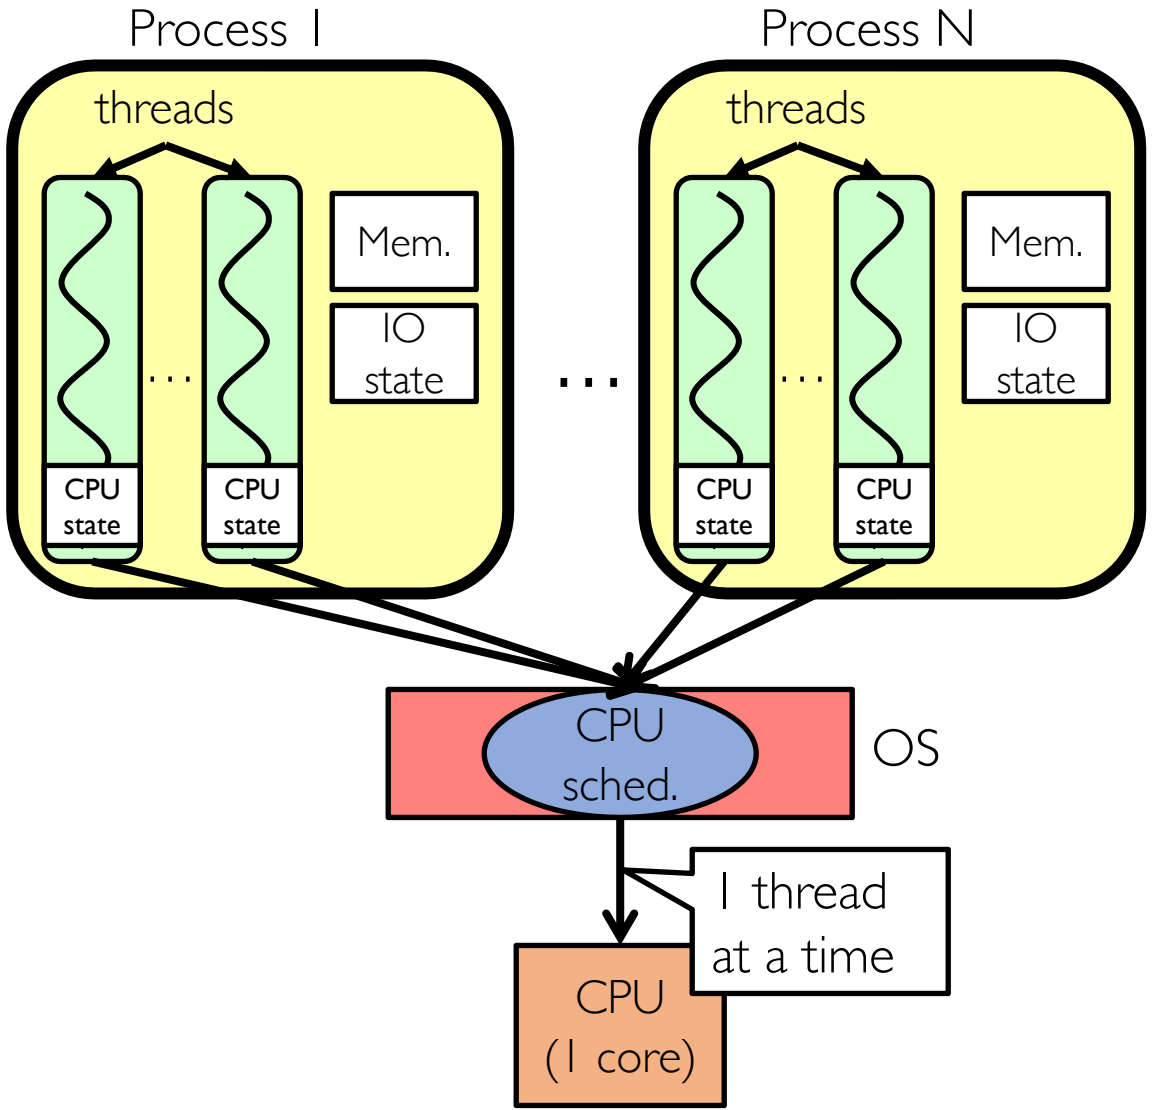 Process 1
Process N
threads
threads
Mem.
IO
state
...
CPU
state
CPU
state
...
Mem.
IO
state
...
CPU
state
CPU
state
CPU
sched.
OS
1 thread
at a time
CPU
(1 core)